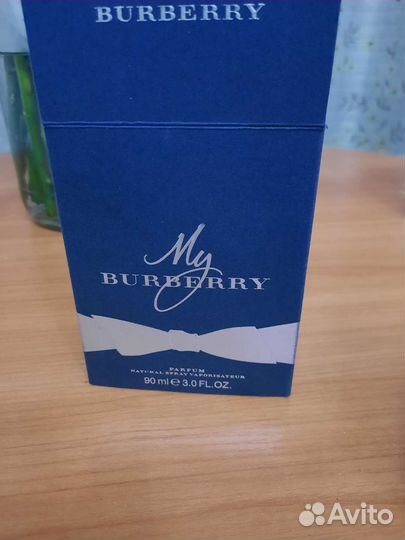 BURBERRY
My
BURBERRY
PARFUM
NATURAL SPRAY VAPORISATEUR
90 ml e 3.0 FL.OZ.
Avito